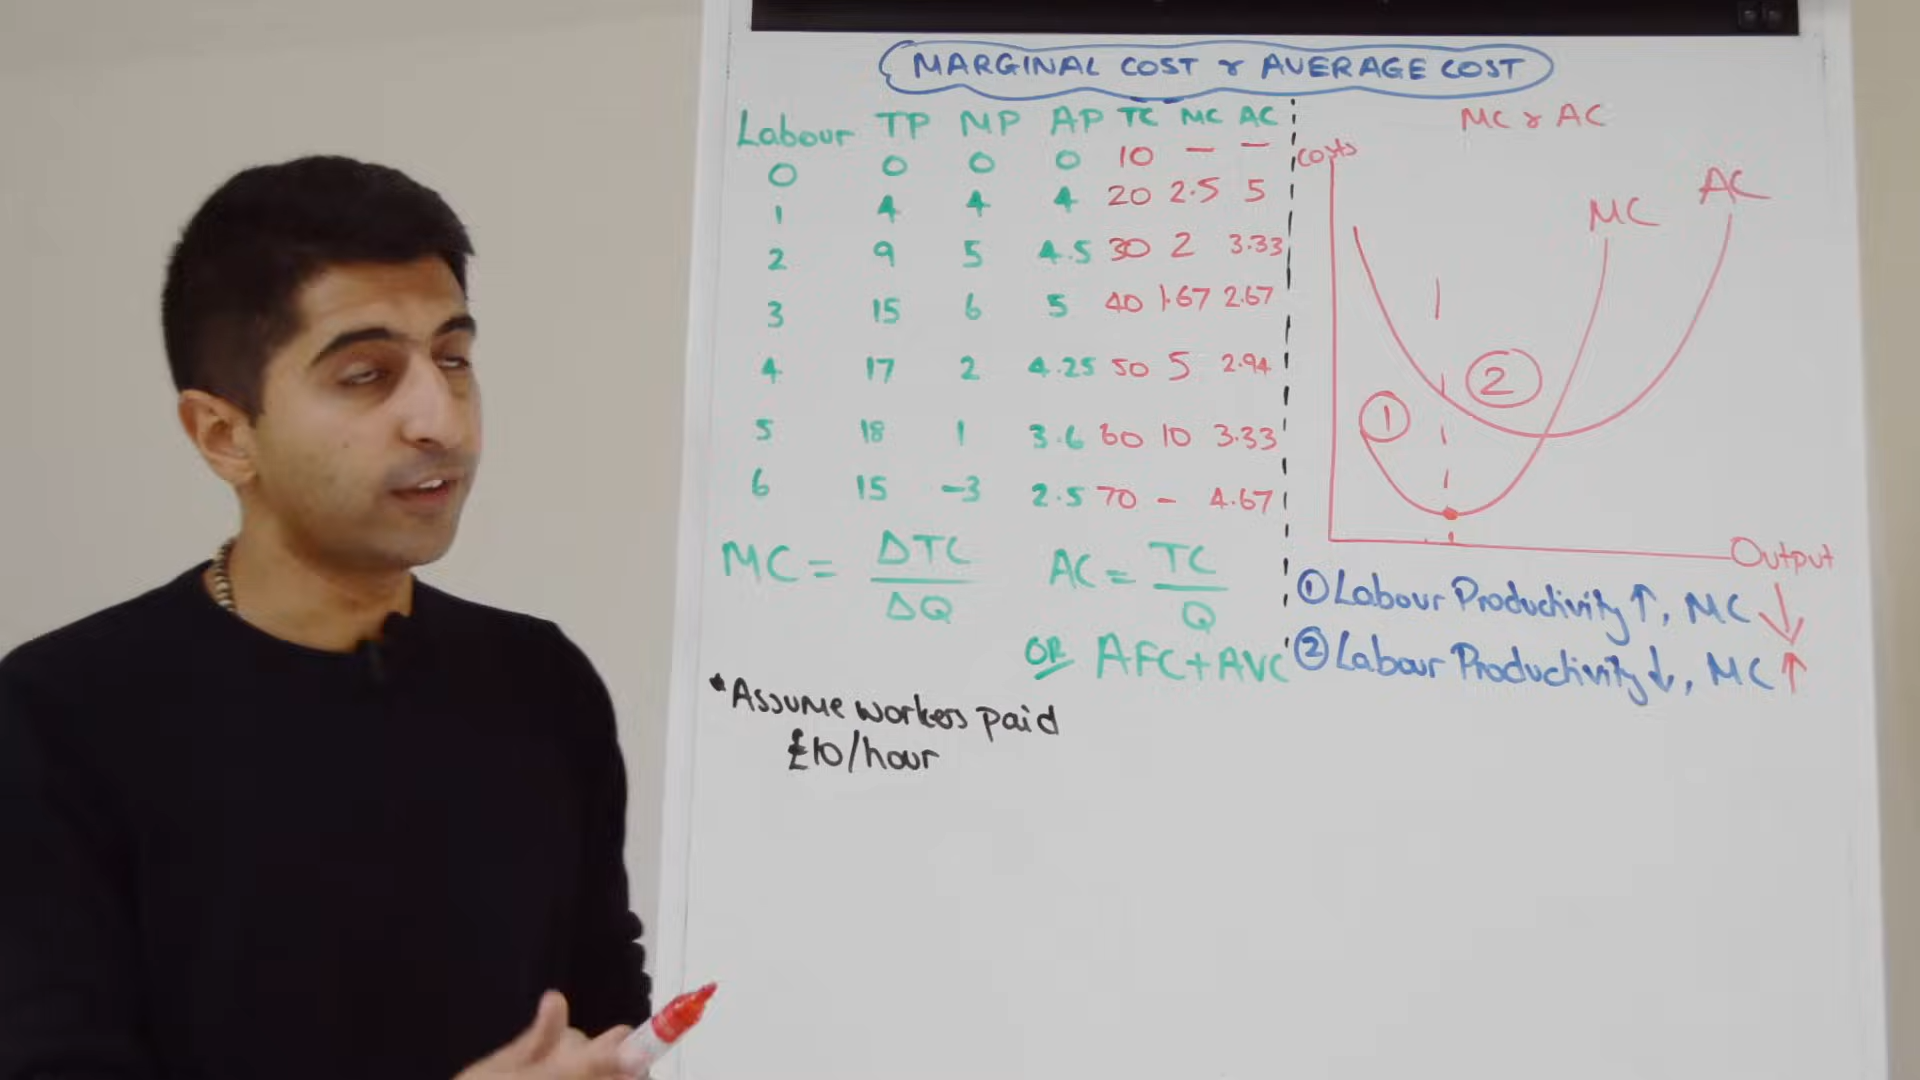 MARGINAL COST & AVERAGE COST
Labour TP MP AP TC MC AC
0 0 0 0 10 – –
1 4 4 4 20 2.5 5
2 9 5 4.5 30 2 3.33
3 15 6 5 40 1.67 2.67
4 17 2 4.25 50 5 2.94
5 18 1 3.6 60 10 3.33
6 15 -3 2.5 70 – 4.67
MC = ΔTC
ΔQ
AC = TC
Q
OR AFC+AVC
*Assume workers paid
£10/hour
MC & AC
Costs
AC
MC
2
1
Output
① Labour Productivity ↑, MC ↓
② Labour Productivity ↓, MC ↑